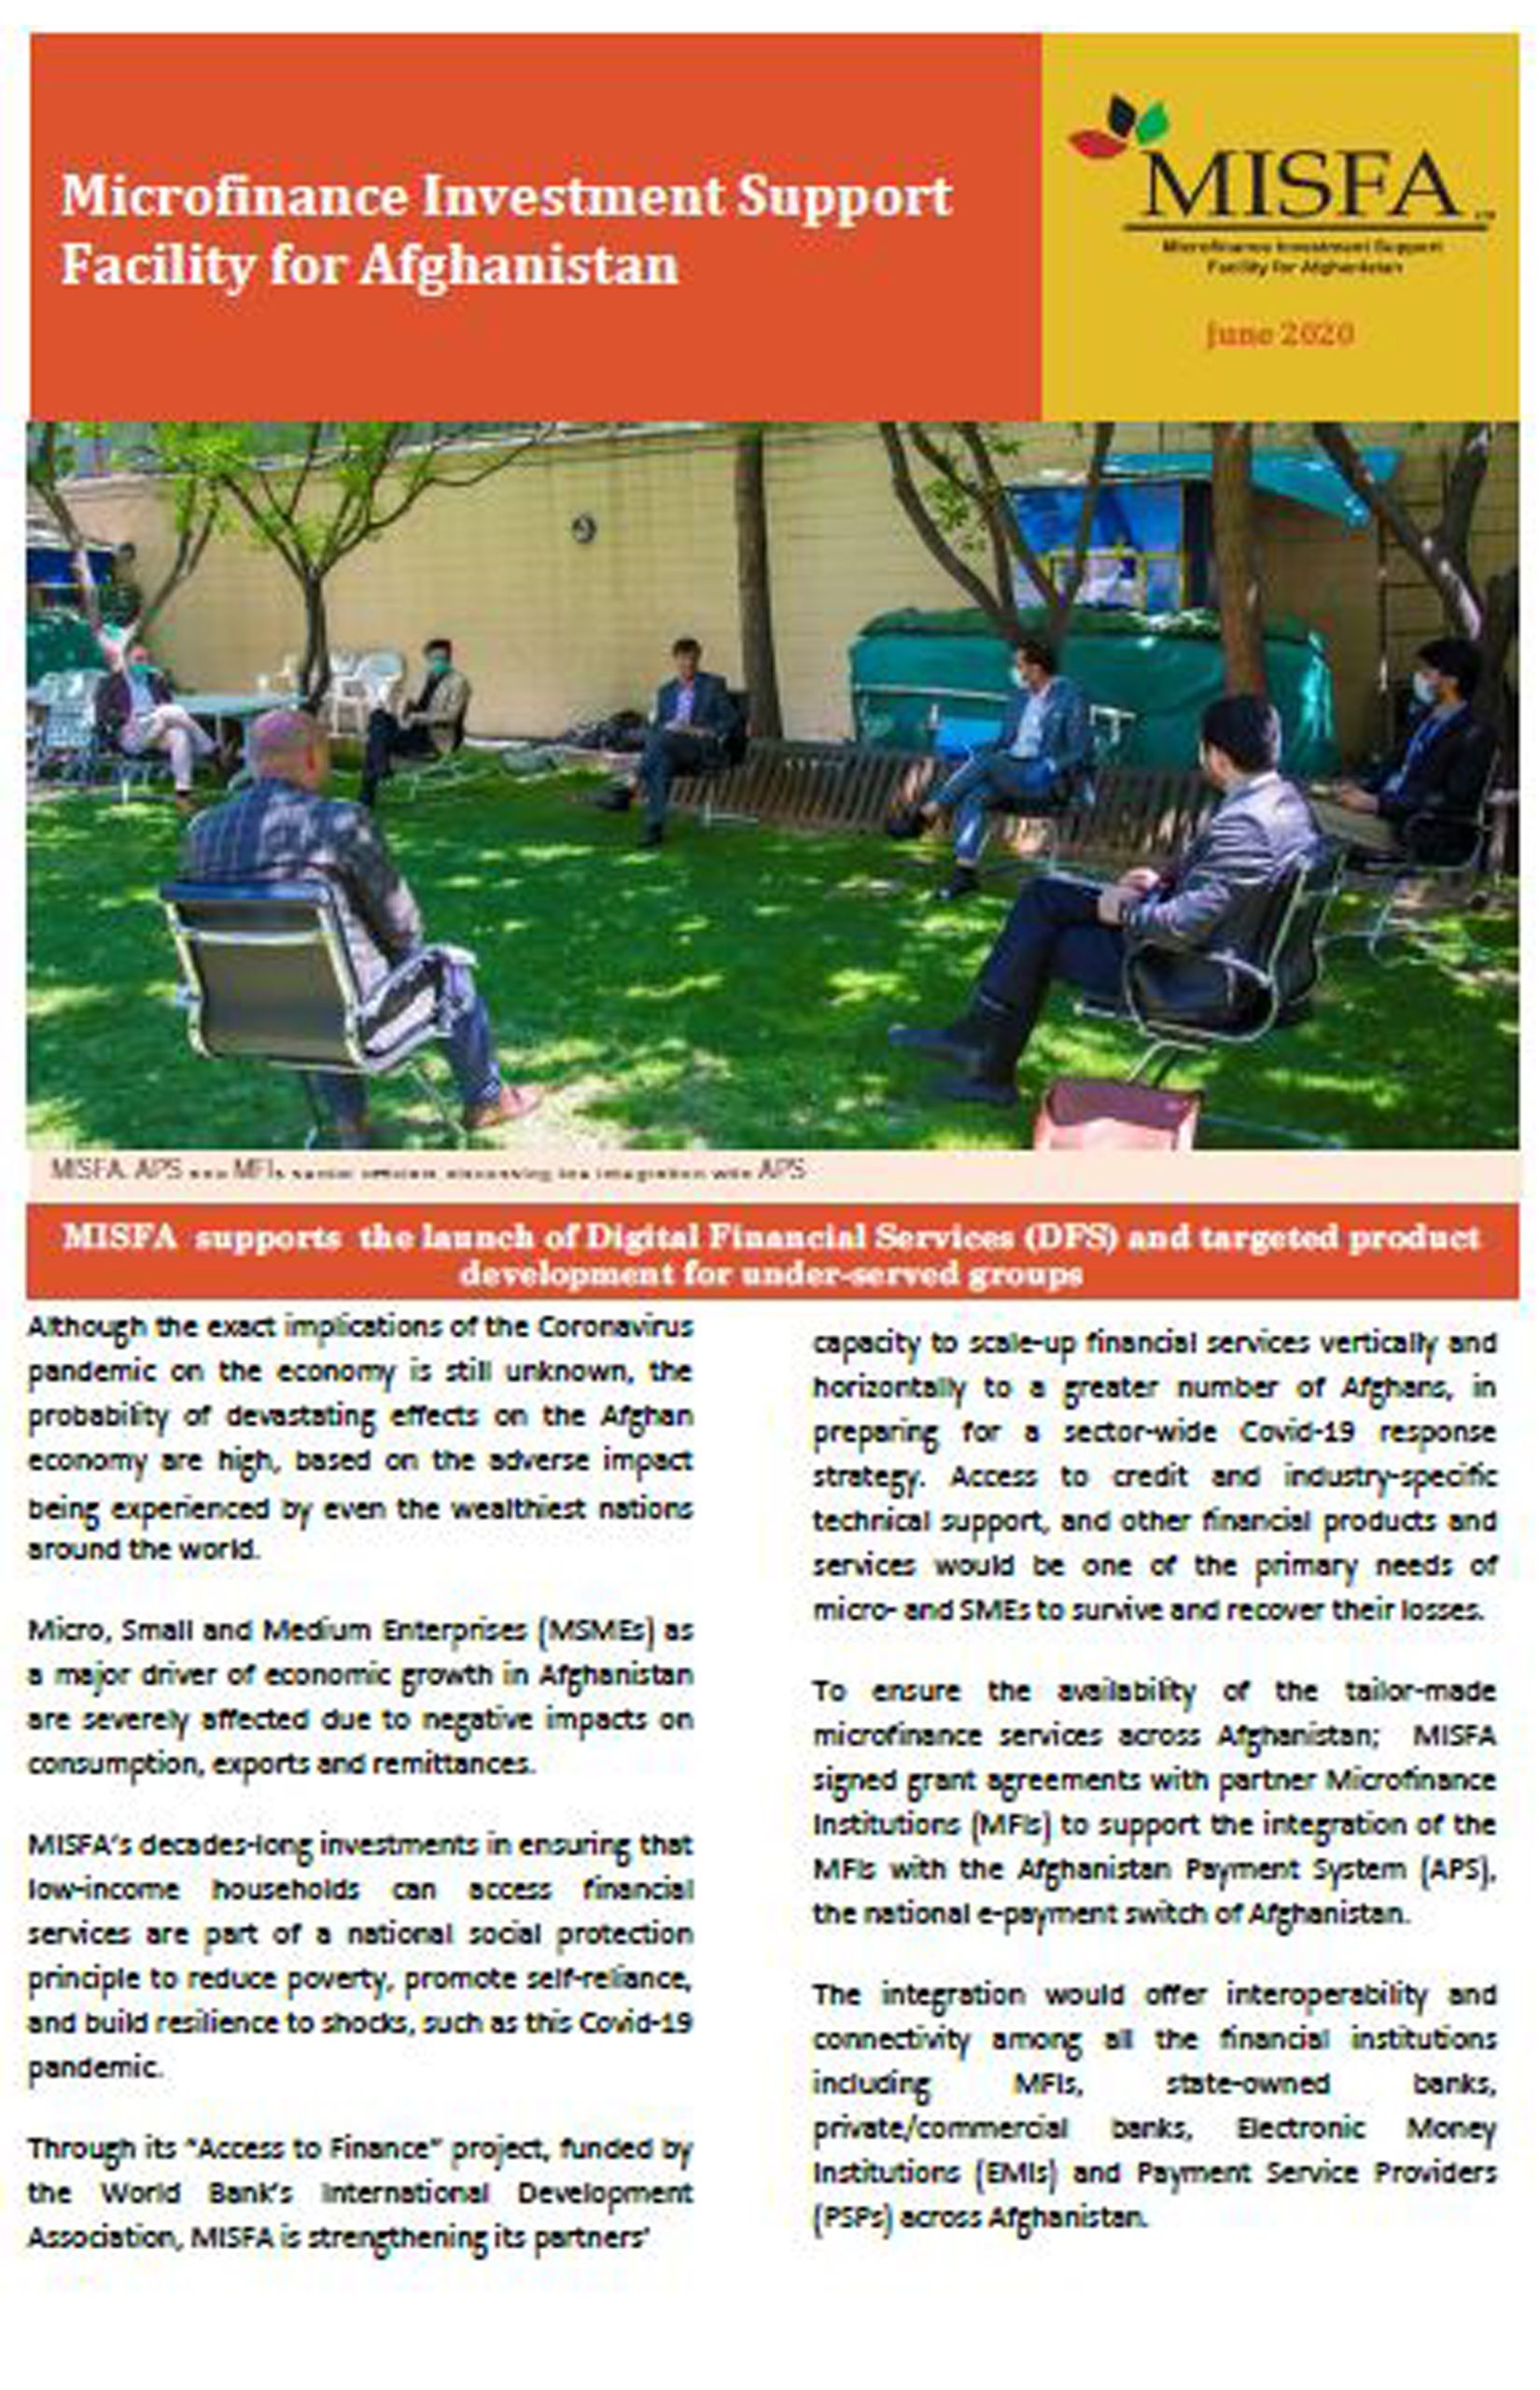 Microfinance Investment Support
Facility for Afghanistan
MISFA
Microfinance Investment Support
Facility for Afghanistan
June 2020
MISFA, APS and MFIs senior officials discussing the integration with APS
MISFA supports the launch of Digital Financial Services (DFS) and targeted product
development for under-served groups
Although the exact implications of the Coronavirus
pandemic on the economy is still unknown, the
probability of devastating effects on the Afghan
economy are high, based on the adverse impact
being experienced by even the wealthiest nations
around the world.
Micro, Small and Medium Enterprises (MSMEs) as
a major driver of economic growth in Afghanistan
are severely affected due to negative impacts on
consumption, exports and remittances.
MISFA's decades-long investments in ensuring that
low-income households can access financial
services are part of a national social protection
principle to reduce poverty, promote self-reliance,
and build resilience to shocks, such as this Covid-19
pandemic.
Through its "Access to Finance" project, funded by
the World Bank's International Development
Association, MISFA is strengthening its partners'
capacity to scale-up financial services vertically and
horizontally to a greater number of Afghans, in
preparing for a sector-wide Covid-19 response
strategy. Access to credit and industry-specific
technical support, and other financial products and
services would be one of the primary needs of
micro- and SMEs to survive and recover their losses.
To ensure the availability of the tailor-made
microfinance services across Afghanistan; MISFA
signed grant agreements with partner Microfinance
Institutions (MFIs) to support the integration of the
MFIs with the Afghanistan Payment System (APS),
the national e-payment switch of Afghanistan.
The integration would offer interoperability and
connectivity among all the financial institutions
including MFIs, state-owned banks,
private/commercial banks, Electronic Money
Institutions (EMIs) and Payment Service Providers
(PSPs) across Afghanistan.